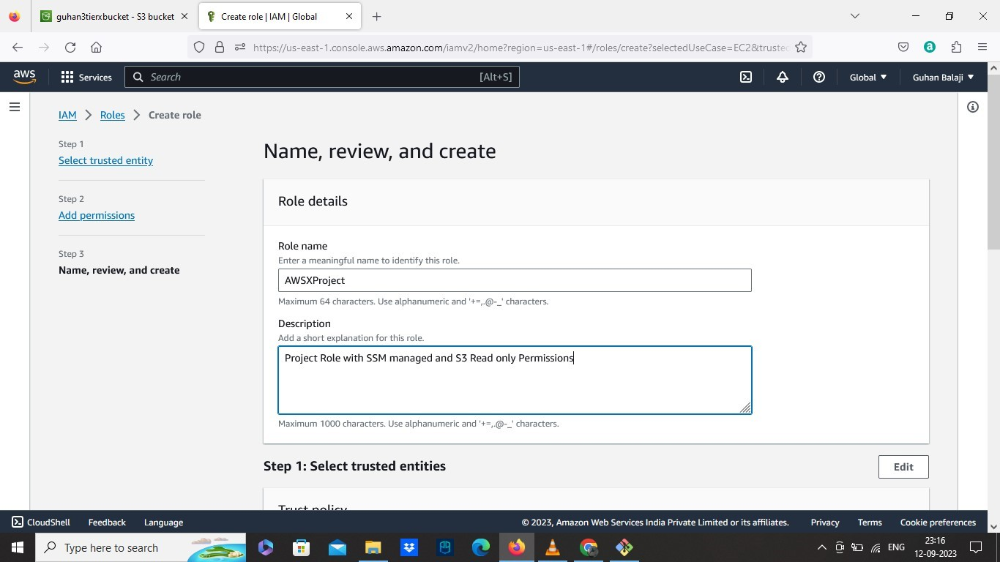 guhan3tierxbucket - S3 bucket
Create role | IAM | Global
https://us-east-1.console.aws.amazon.com/iamv2/home?region=us-east-1#/roles/create?selectedUseCase=EC2&trusted
aws
Services
Search
[Alt+S]
Global
Guhan Balaji
IAM
Roles
Create role
Step 1
Select trusted entity
Step 2
Add permissions
Step 3
Name, review, and create
Name, review, and create
Role details
Role name
Enter a meaningful name to identify this role.
AWSXProject
Maximum 64 characters. Use alphanumeric and '+=,.@-_' characters.
Description
Add a short explanation for this role.
Project Role with SSM managed and S3 Read only Permissions
Maximum 1000 characters. Use alphanumeric and '+=,.@-_' characters.
Step 1: Select trusted entities
Edit
Trust policy
CloudShell
Feedback
Language
© 2023, Amazon Web Services India Private Limited or its affiliates.
Privacy
Terms
Cookie preferences
Type here to search
ENG
23:16
12-09-2023